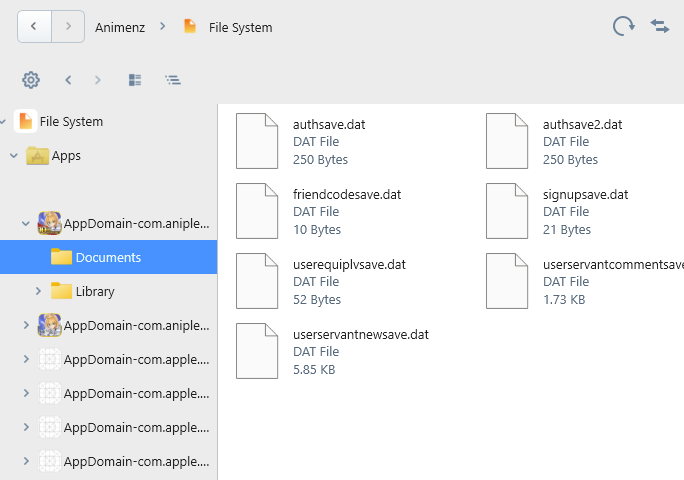 Animenz
File System
File System
Apps
AppDomain-com.aniple...
Documents
Library
AppDomain-com.aniple...
AppDomain-com.apple....
AppDomain-com.apple....
AppDomain-com.apple....
AppDomain-com.apple....
authsave.dat
DAT File
250 Bytes
authsave2.dat
DAT File
250 Bytes
friendcodesave.dat
DAT File
10 Bytes
signupsave.dat
DAT File
21 Bytes
userequiplvsave.dat
DAT File
52 Bytes
userservantcommentsave
DAT File
1.73 KB
userservantnewsave.dat
DAT File
5.85 KB